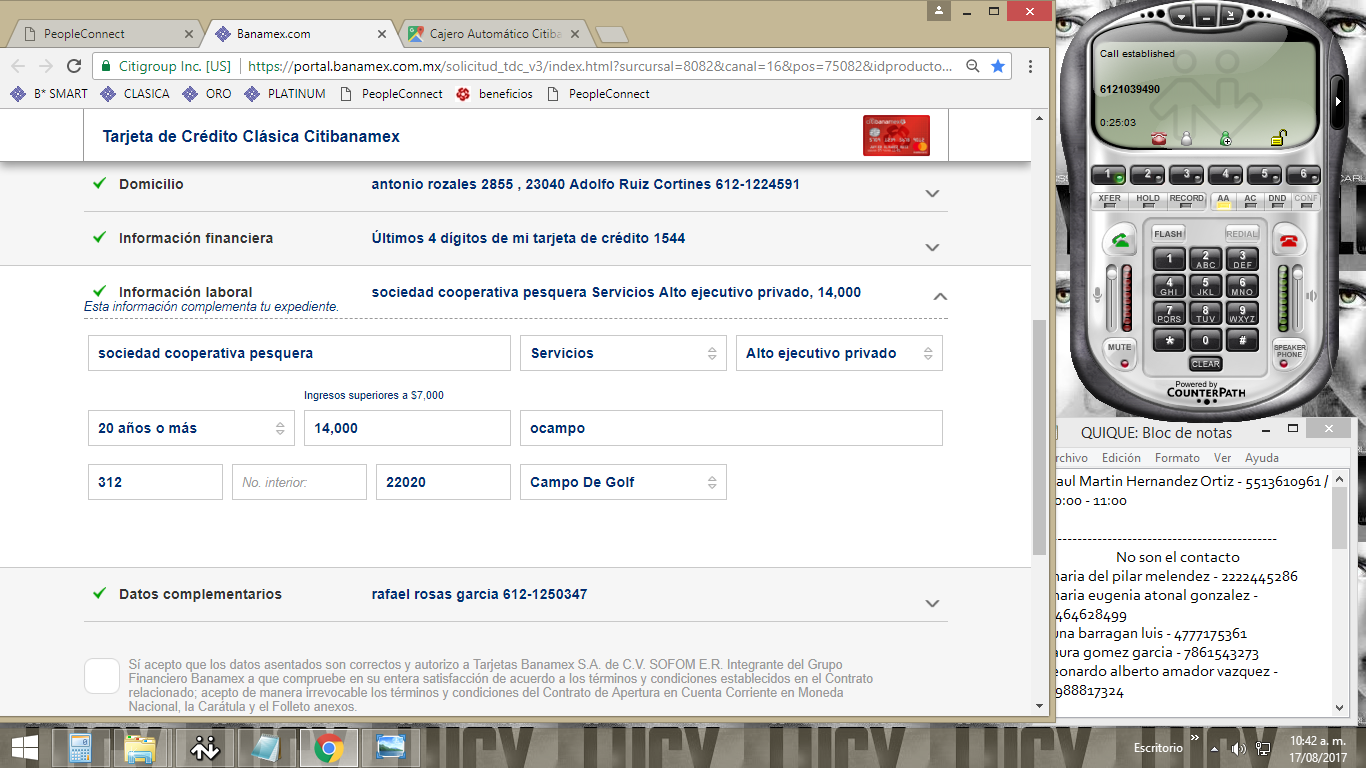 PeopleConnect
Banamex.com
Cajero Automático Citiba
Citigroup Inc. [US]
https://portal.banamex.com.mx/solicitud_tdc_v3/index.html?surcursal=8082&canal=16&pos=75082&idproducto...
B* SMART
CLASICA
ORO
PLATINUM
PeopleConnect
beneficios
PeopleConnect
Tarjeta de Crédito Clásica Citibanamex
Domicilio
antonio rozales 2855 , 23040 Adolfo Ruiz Cortines 612-1224591
Información financiera
Últimos 4 dígitos de mi tarjeta de crédito 1544
Información laboral
sociedad cooperativa pesquera Servicios Alto ejecutivo privado, 14,000
Esta información complementa tu expediente.
sociedad cooperativa pesquera
Servicios
Alto ejecutivo privado
Ingresos superiores a $7,000
20 años o más
14,000
ocampo
312
No. interior:
22020
Campo De Golf
Datos complementarios
rafael rosas garcia 612-1250347
Sí acepto que los datos asentados son correctos y autorizo a Tarjetas Banamex S.A. de C.V. SOFOM E.R. Integrante del Grupo
Financiero Banamex a que compruebe en su entera satisfacción de acuerdo a los términos y condiciones establecidos en el Contrato
relacionado; acepto de manera irrevocable los términos y condiciones del Contrato de Apertura en Cuenta Corriente en Moneda
Nacional, la Carátula y el Folleto anexos.
Call established
6121039490
0:25:03
1 2 3 4 5 6
XFER HOLD RECORD AA AC DND CONF
FLASH REDIAL
1 2 ABC 3 DEF
4 GHI 5 JKL 6 MNO
7 PQRS 8 TUV 9 WXYZ
* 0 #
MUTE
SPEAKER PHONE
CLEAR
Powered by
COUNTERPATH
QUIQUE: Bloc de notas
rchivo Edición Formato Ver Ayuda
aul Martin Hernandez Ortiz - 5513610961 /
0:00 - 11:00
--------------------------------------------
No son el contacto
naria del pilar melendez - 2222445286
naria eugenia atonal gonzalez -
464628499
una barragan luis - 4777175361
aura gomez garcia - 7861543273
eonardo alberto amador vazquez -
988817324
LUCY LUCY LUCY LUCY
Escritorio
10:42 a. m.
17/08/2017